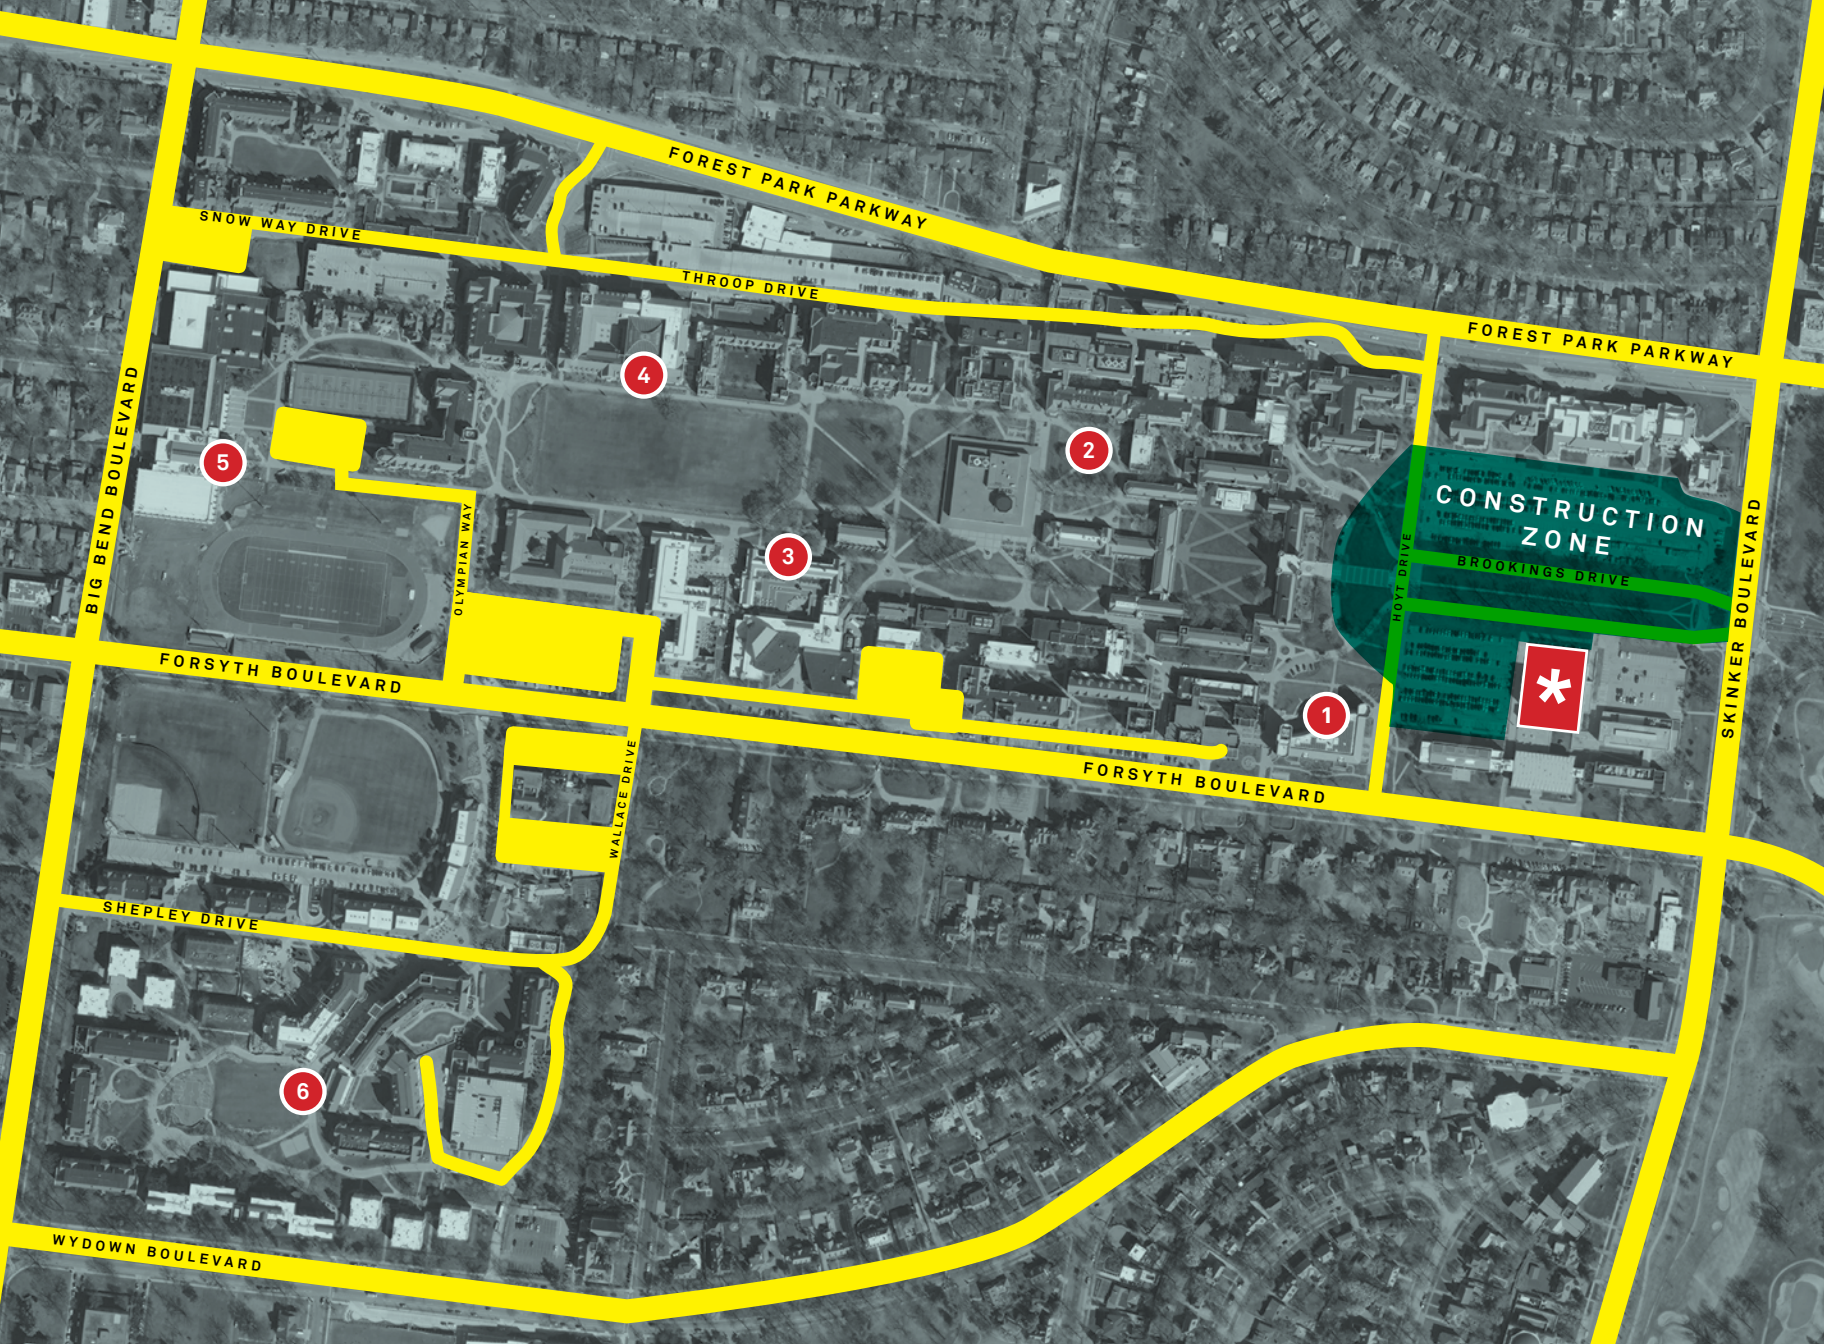 FOREST PARK PARKWAY
SNOW WAY DRIVE
THROOP DRIVE
FOREST PARK PARKWAY
4
BIG BEND BOULEVARD
5
2
CONSTRUCTION
ZONE
OLYMPIAN WAY
3
HOYT DRIVE
BROOKINGS DRIVE
SKINKER BOULEVARD
FORSYTH BOULEVARD
*
1
WALLACE DRIVE
FORSYTH BOULEVARD
SHEPLEY DRIVE
6
WYDOWN BOULEVARD